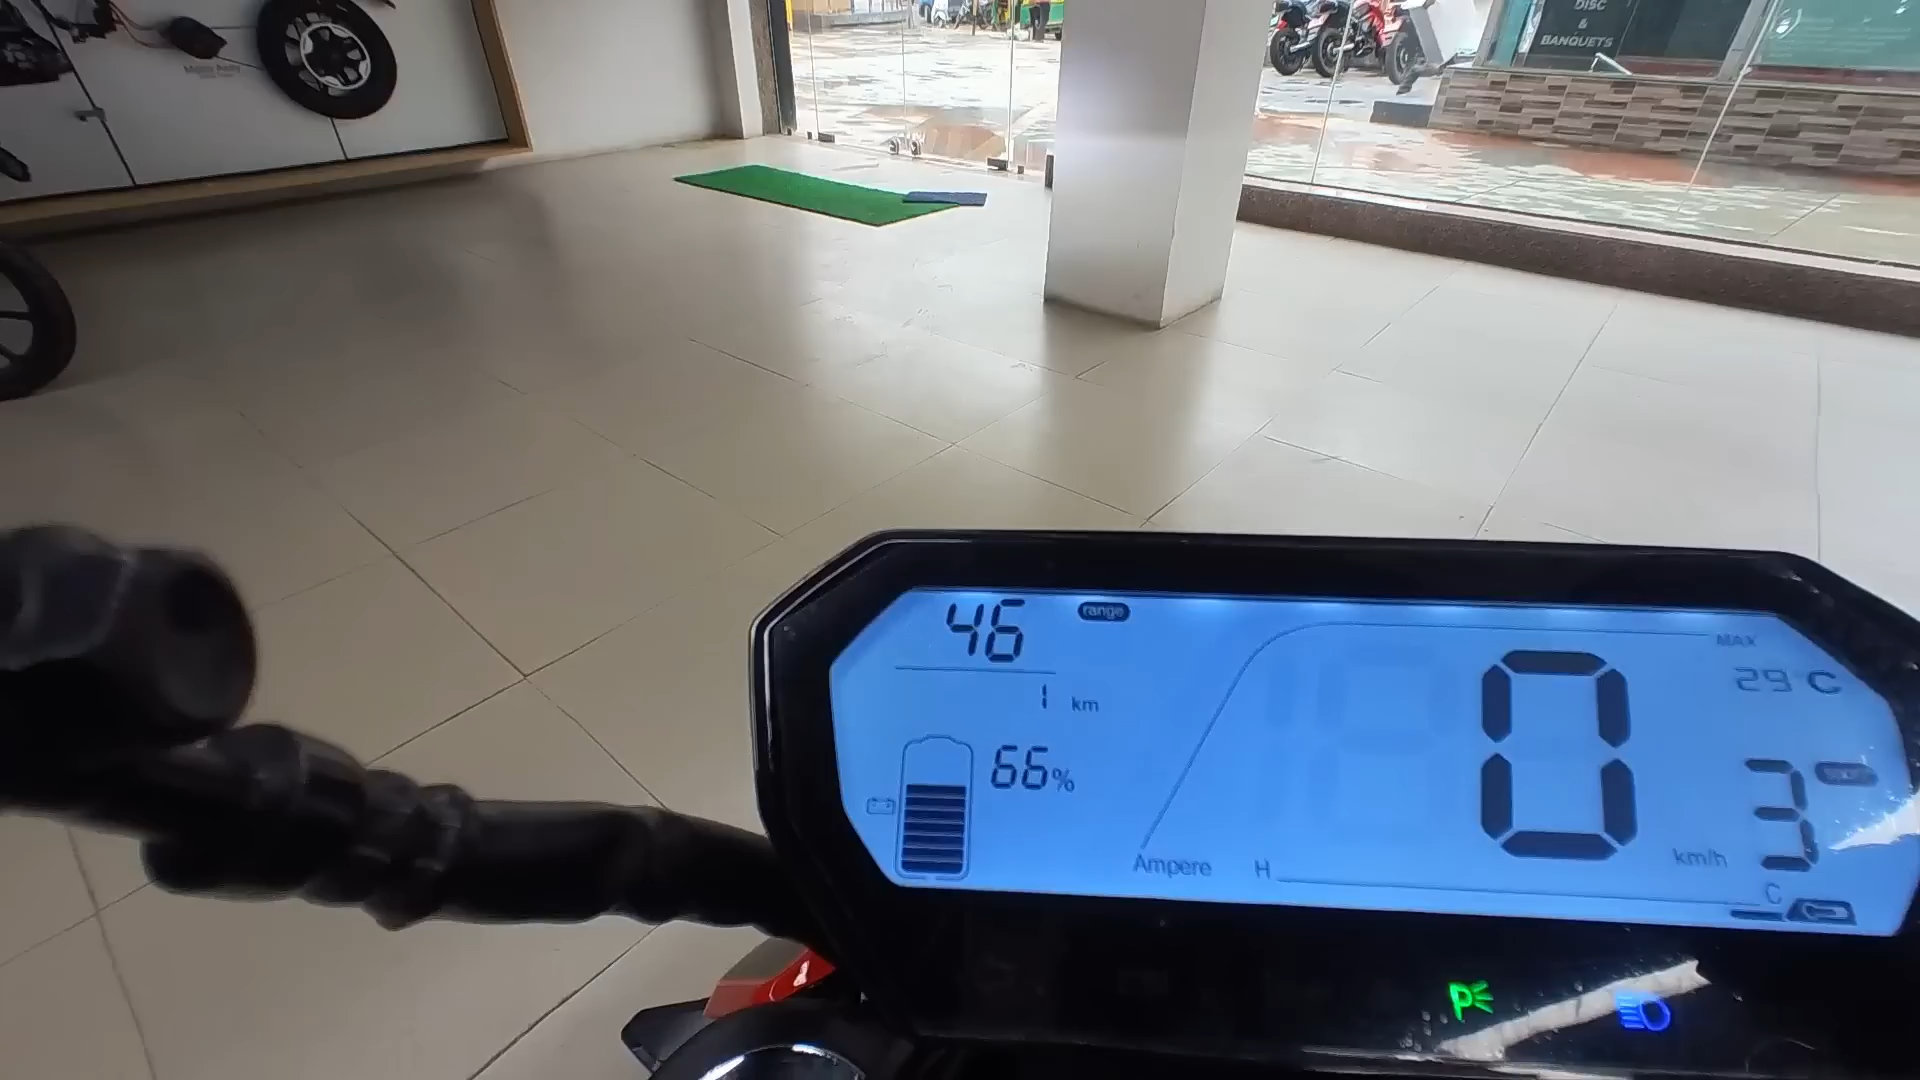 DISC
&
BANQUETS
46 range
1 km
66%
MAX
29°C
0 km/h
3
Ampere H
C
P